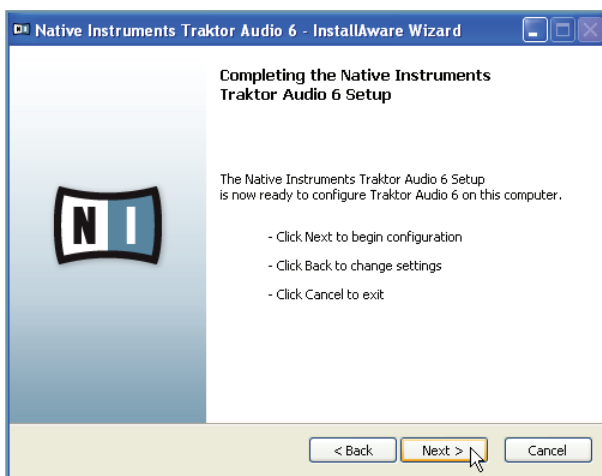 Native Instruments Traktor Audio 6 - InstallAware Wizard
Completing the Native Instruments
Traktor Audio 6 Setup
The Native Instruments Traktor Audio 6 Setup
is now ready to configure Traktor Audio 6 on this computer.
- Click Next to begin configuration
- Click Back to change settings
- Click Cancel to exit
N I
< Back
Next >
Cancel